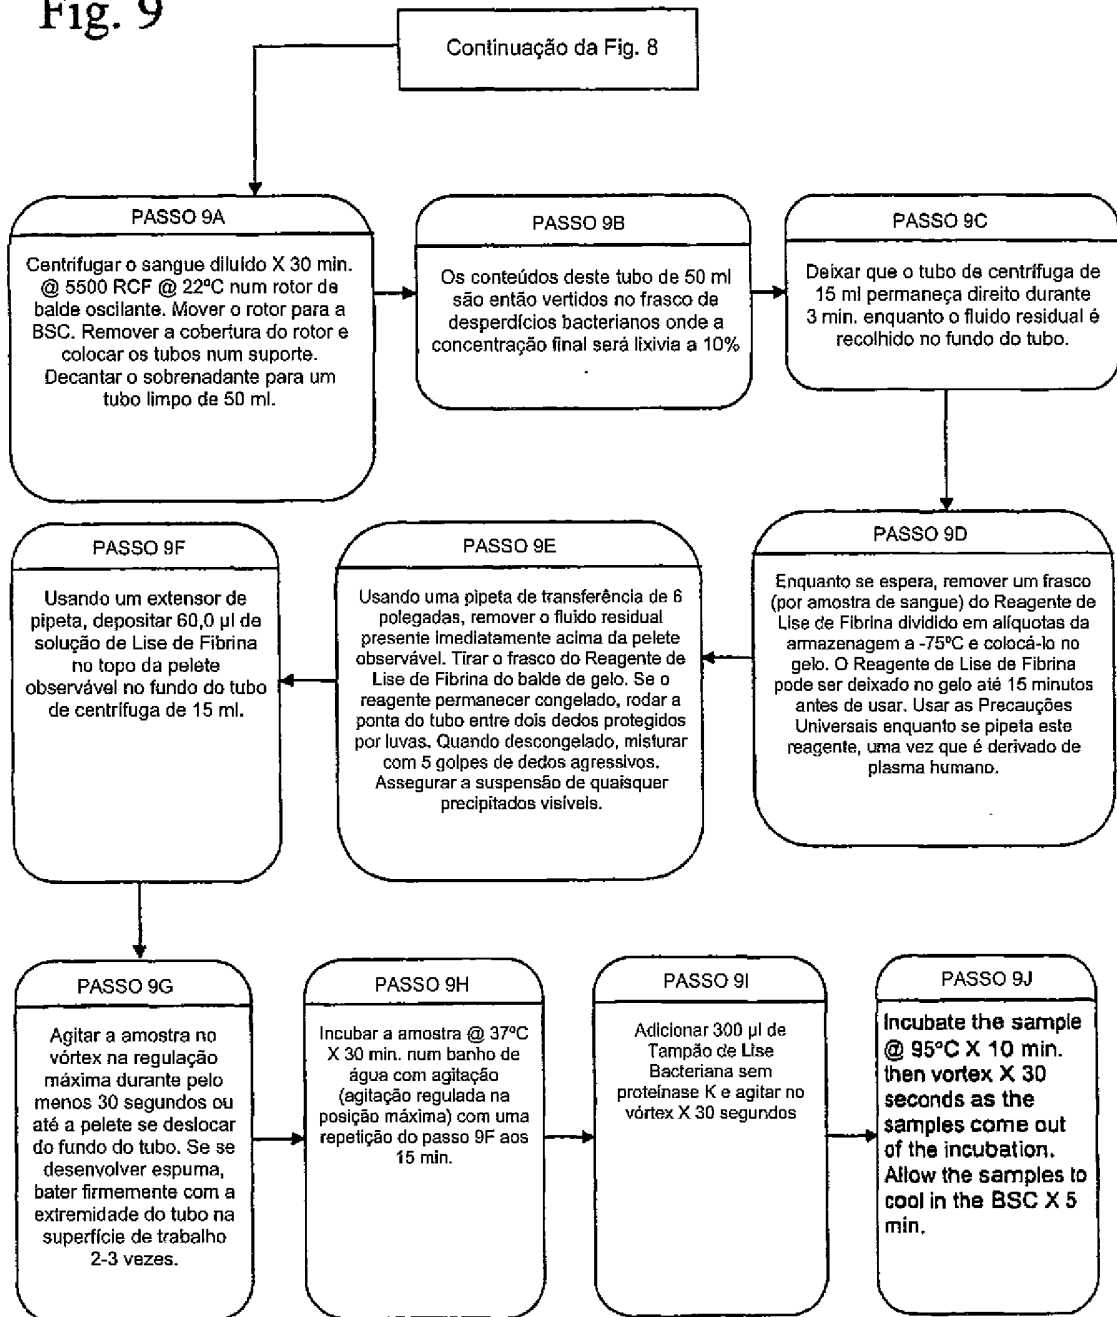 Fig. 9
Continuação da Fig. 8
PASSO 9A
Centrifugar o sangue diluído X 30 min.
@ 5500 RCF @ 22ºC num rotor de
balde oscilante. Mover o rotor para a
BSC. Remover a cobertura do rotor e
colocar os tubos num suporte.
Decantar o sobrenadante para um
tubo limpo de 50 ml.
PASSO 9B
Os conteúdos deste tubo de 50 ml
são então vertidos no frasco de
desperdícios bacterianos onde a
concentração final será lixivia a 10%
PASSO 9C
Deixar que o tubo de centrífuga de
15 ml permaneça direito durante
3 min. enquanto o fluido residual é
recolhido no fundo do tubo.
PASSO 9D
Enquanto se espera, remover um frasco
(por amostra de sangue) do Reagente de
Lise de Fibrina dividido em alíquotas da
armazenagem a -75ºC e colocá-lo no
gelo. O Reagente de Lise de Fibrina
pode ser deixado no gelo até 15 minutos
antes de usar. Usar as Precauções
Universais enquanto se pipeta este
reagente, uma vez que é derivado de
plasma humano.
PASSO 9E
Usando uma pipeta de transferência de 6
polegadas, remover o fluido residual
presente imediatamente acima da pelete
observável. Tirar o frasco do Reagente de
Lise de Fibrina do balde de gelo. Se o
reagente permanecer congelado, rodar a
ponta do tubo entre dois dedos protegidos
por luvas. Quando descongelado, misturar
com 5 golpes de dedos agressivos.
Assegurar a suspensão de quaisquer
precipitados visíveis.
PASSO 9F
Usando um extensor de
pipeta, depositar 60,0 µl de
solução de Lise de Fibrina
no topo da pelete
observável no fundo do tubo
de centrífuga de 15 ml.
PASSO 9G
Agitar a amostra no
vórtex na regulação
máxima durante pelo
menos 30 segundos ou
até a pelete se deslocar
do fundo do tubo. Se se
desenvolver espuma,
bater firmemente com a
extremidade do tubo na
superfície de trabalho
2-3 vezes.
PASSO 9H
Incubar a amostra @ 37ºC
X 30 min. num banho de
água com agitação
(agitação regulada na
posição máxima) com uma
repetição do passo 9F aos
15 min.
PASSO 9I
Adicionar 300 µl de
Tampão de Lise
Bacteriana sem
proteínase K e agitar no
vórtex X 30 segundos
PASSO 9J
Incubate the sample
@ 95ºC X 10 min.
then vortex X 30
seconds as the
samples come out
of the incubation.
Allow the samples to
cool in the BSC X 5
min.